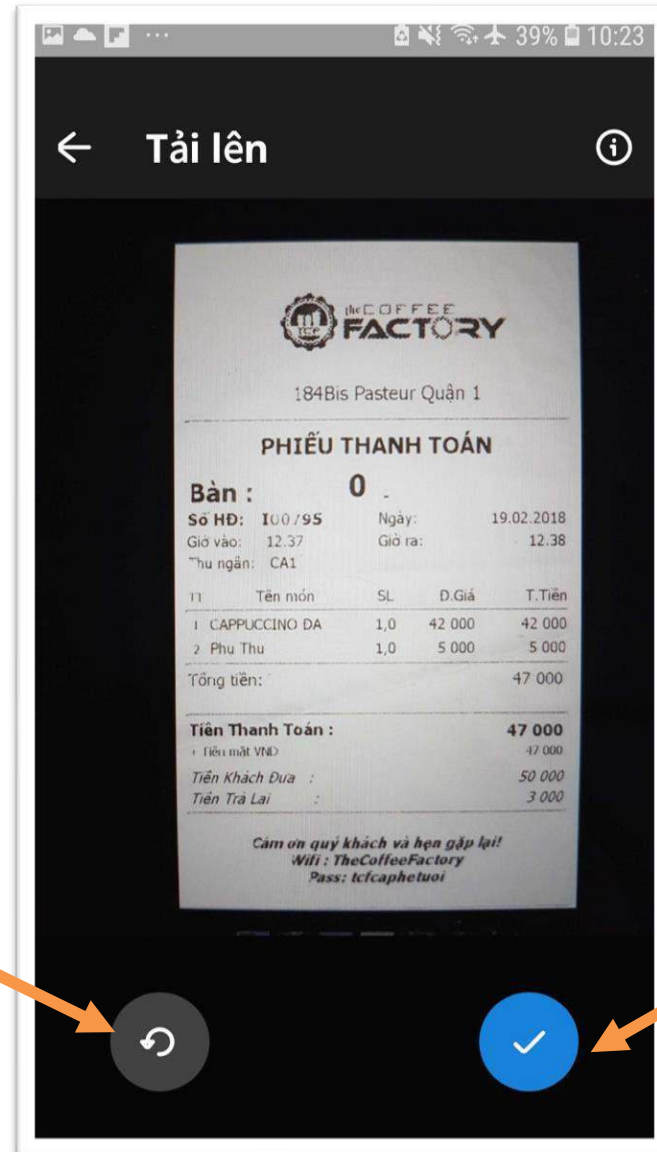 39% 10:23
Tải lên
the COFFEE
FACTORY
184Bis Pasteur Quận 1
PHIẾU THANH TOÁN
Bàn : 0
Số HĐ: Ngày: 19.02.2018
Giờ vào: 12.37 Giờ ra: 12.38
Thu ngân: CA1
TT Tên món SL D.Giá T.Tiền
1 CAPPUCCINO ĐA 1,0 42 000 42 000
2 Phu Thu 1,0 5 000 5 000
Tổng tiền: 47 000
Tiền Thanh Toán : 47 000
+ Tiền mặt VND 47 000
Tiền Khách Đưa : 50 000
Tiền Trả Lai : 3 000
Cám ơn quý khách và hẹn gặp lại!
Wifi : TheCoffeeFactory
Pass: tcfcaphetuoi